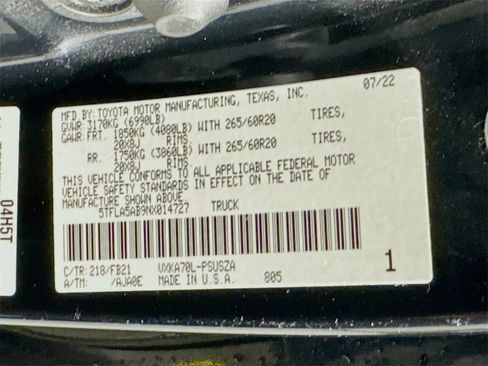 MFD.BY:TOYOTA MOTOR MANUFACTURING, TEXAS, INC. 07/22
GVWR: 3170KG (6990LB)
GAWR: FRT. 1850KG (4080LB) WITH 265/60R20 TIRES,
20X8J RIMS
RR. 1750KG (3860LB) WITH 265/60R20 TIRES,
20X8J RIMS
THIS VEHICLE CONFORMS TO ALL APPLICABLE FEDERAL MOTOR
VEHICLE SAFETY STANDARDS IN EFFECT ON THE DATE OF
MANUFACTURE SHOWN ABOVE
5TFLA5AB9NX014727 TRUCK
C/TR:218/FB21 VXKA70L-PSUSZA
A/TM: /AJA0E MADE IN U.S.A. 805 1
04H5T